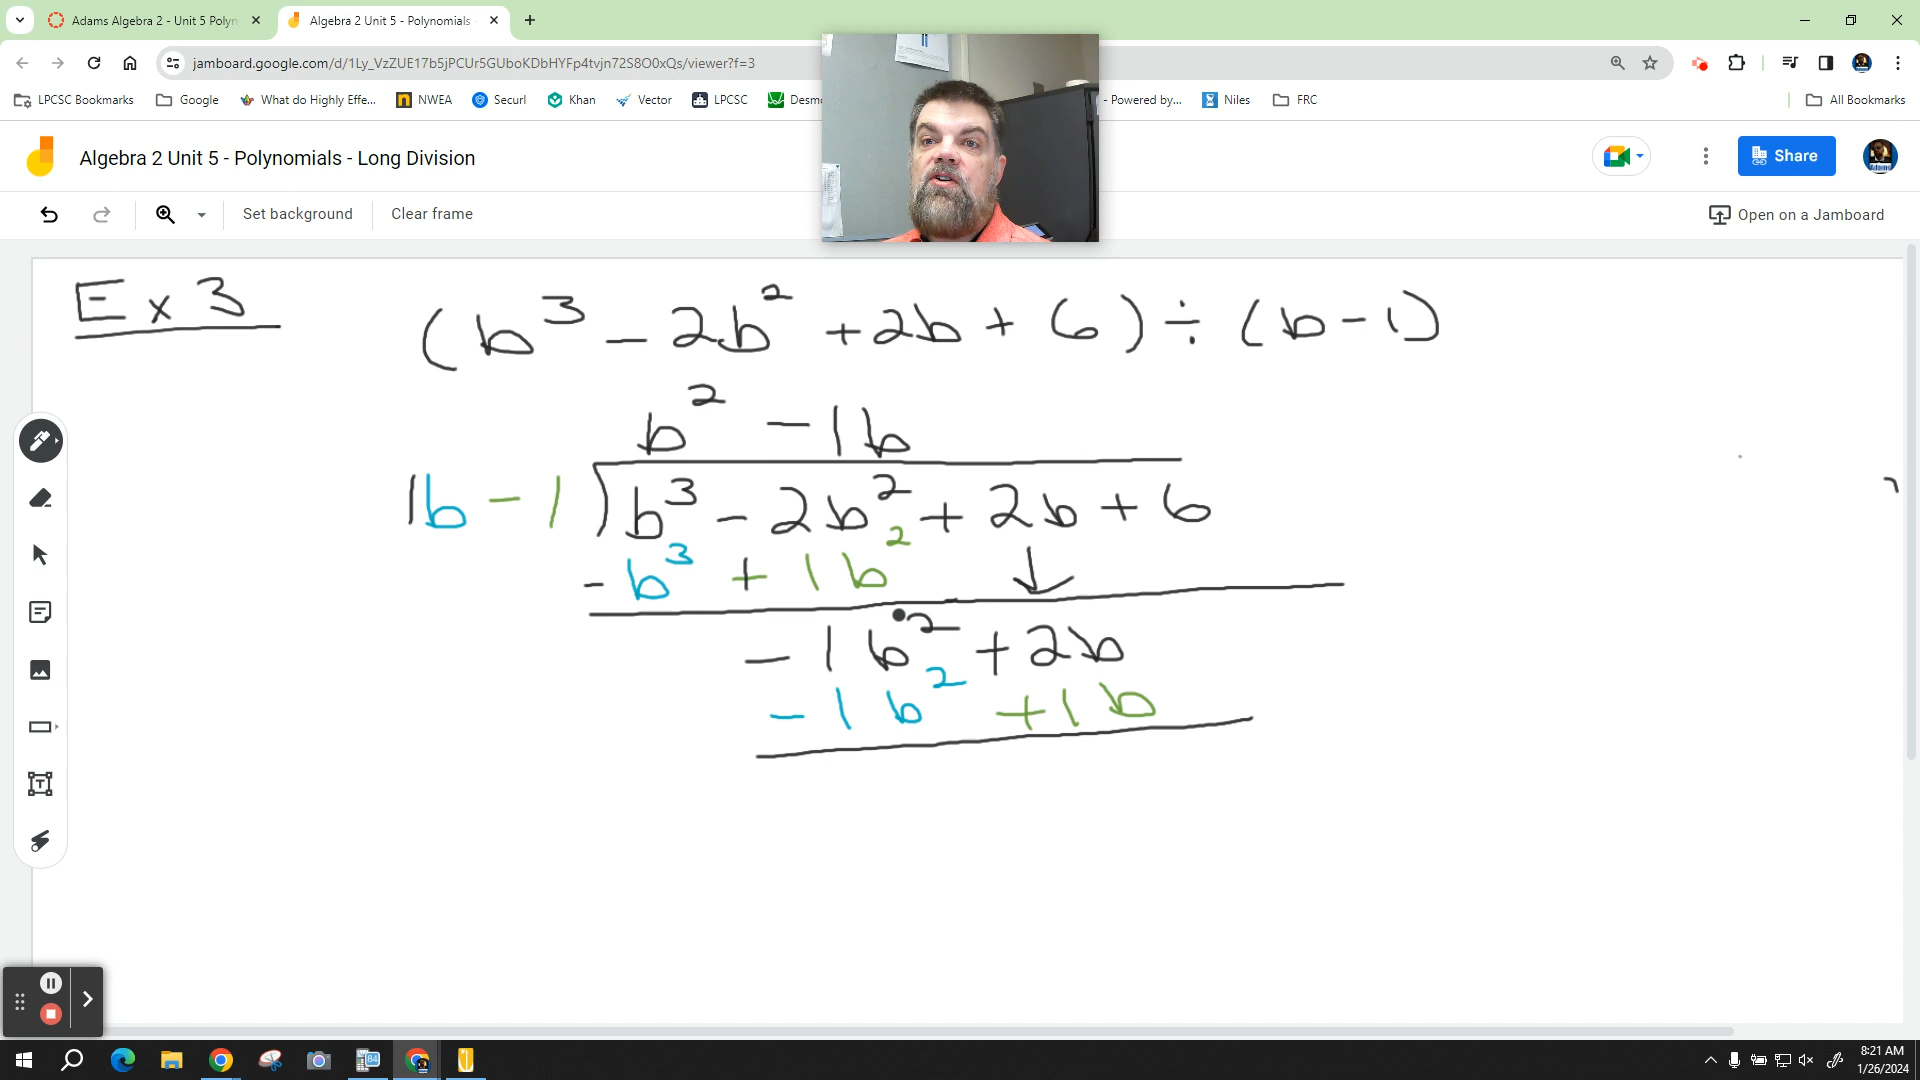 Adams Algebra 2 - Unit 5 Polyn
Algebra 2 Unit 5 - Polynomials -
jamboard.google.com/d/1Ly_VzZUE17b5jPCUr5GUboKDbHYFp4tvjn72S8O0xQs/viewer?f=3
LPCSC Bookmarks Google What do Highly Effe... NWEA Securl Khan Vector LPCSC Desmo - Powered by... Niles FRC All Bookmarks
Algebra 2 Unit 5 - Polynomials - Long Division
Share
Set background Clear frame Open on a Jamboard
Ex 3 (b³ - 2b² + 2b + 6) ÷ (b - 1)
b² - 1b
1b - 1 ) b³ - 2b² + 2b + 6
- b³ + 1b²
- 1b² + 2b
- 1b² + 1b
84
8:21 AM
1/26/2024